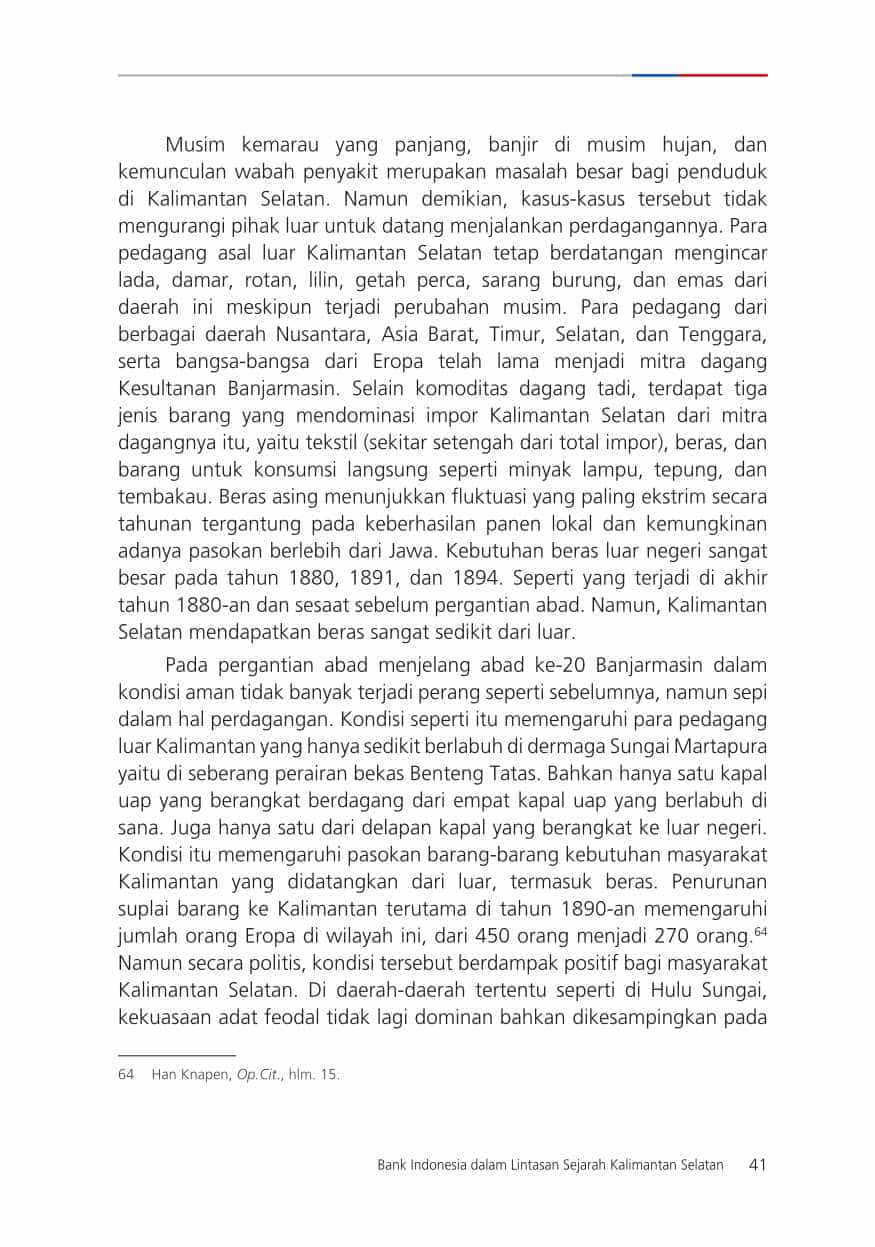 Musim kemarau yang panjang, banjir di musim hujan, dan
kemunculan wabah penyakit merupakan masalah besar bagi penduduk
di Kalimantan Selatan. Namun demikian, kasus-kasus tersebut tidak
mengurangi pihak luar untuk datang menjalankan perdagangannya. Para
pedagang asal luar Kalimantan Selatan tetap berdatangan mengincar
lada, damar, rotan, lilin, getah perca, sarang burung, dan emas dari
daerah ini meskipun terjadi perubahan musim. Para pedagang dari
berbagai daerah Nusantara, Asia Barat, Timur, Selatan, dan Tenggara,
serta bangsa-bangsa dari Eropa telah lama menjadi mitra dagang
Kesultanan Banjarmasin. Selain komoditas dagang tadi, terdapat tiga
jenis barang yang mendominasi impor Kalimantan Selatan dari mitra
dagangnya itu, yaitu tekstil (sekitar setengah dari total impor), beras, dan
barang untuk konsumsi langsung seperti minyak lampu, tepung, dan
tembakau. Beras asing menunjukkan fluktuasi yang paling ekstrim secara
tahunan tergantung pada keberhasilan panen lokal dan kemungkinan
adanya pasokan berlebih dari Jawa. Kebutuhan beras luar negeri sangat
besar pada tahun 1880, 1891, dan 1894. Seperti yang terjadi di akhir
tahun 1880-an dan sesaat sebelum pergantian abad. Namun, Kalimantan
Selatan mendapatkan beras sangat sedikit dari luar.
Pada pergantian abad menjelang abad ke-20 Banjarmasin dalam
kondisi aman tidak banyak terjadi perang seperti sebelumnya, namun sepi
dalam hal perdagangan. Kondisi seperti itu memengaruhi para pedagang
luar Kalimantan yang hanya sedikit berlabuh di dermaga Sungai Martapura
yaitu di seberang perairan bekas Benteng Tatas. Bahkan hanya satu kapal
uap yang berangkat berdagang dari empat kapal uap yang berlabuh di
sana. Juga hanya satu dari delapan kapal yang berangkat ke luar negeri.
Kondisi itu memengaruhi pasokan barang-barang kebutuhan masyarakat
Kalimantan yang didatangkan dari luar, termasuk beras. Penurunan
suplai barang ke Kalimantan terutama di tahun 1890-an memengaruhi
jumlah orang Eropa di wilayah ini, dari 450 orang menjadi 270 orang.64
Namun secara politis, kondisi tersebut berdampak positif bagi masyarakat
Kalimantan Selatan. Di daerah-daerah tertentu seperti di Hulu Sungai,
kekuasaan adat feodal tidak lagi dominan bahkan dikesampingkan pada
64 Han Knapen, Op.Cit., hlm. 15.
Bank Indonesia dalam Lintasan Sejarah Kalimantan Selatan 41